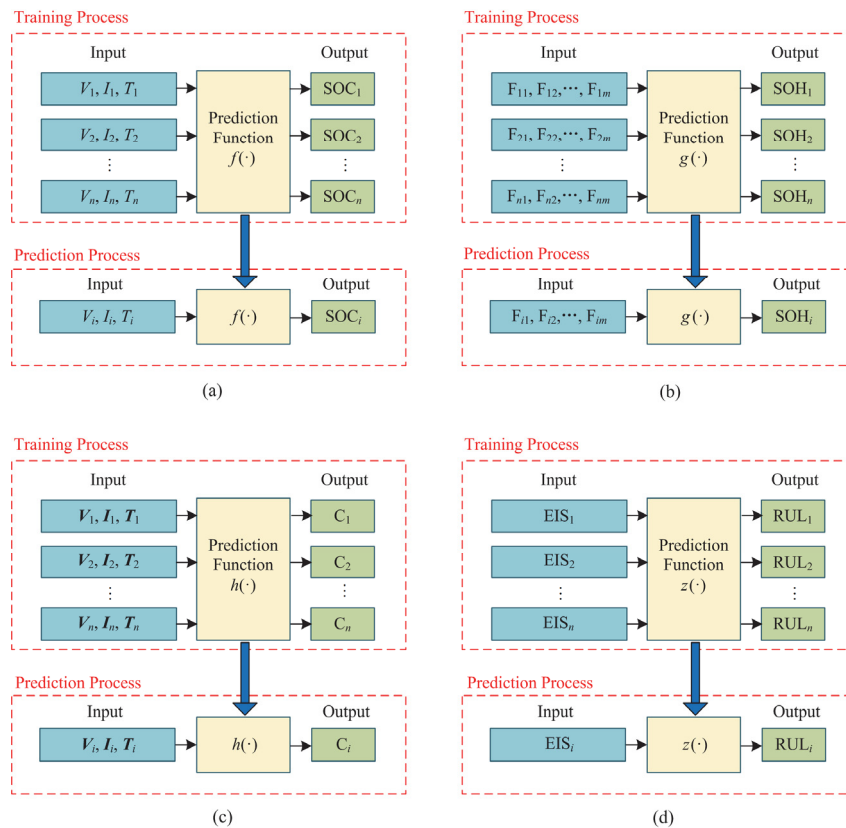 Training Process
Input
Output
V₁, I₁, T₁
V₂, I₂, T₂
⋮
Vₙ, Iₙ, Tₙ
Prediction
Function
f(·)
SOC₁
SOC₂
⋮
SOCₙ
Prediction Process
Input
Output
Vᵢ, Iᵢ, Tᵢ
f(·)
SOCᵢ
(a)
Training Process
Input
Output
F₁₁, F₁₂,⋯, F₁ₘ
F₂₁, F₂₂,⋯, F₂ₘ
⋮
Fₙ₁, Fₙ₂,⋯, Fₙₘ
Prediction
Function
g(·)
SOH₁
SOH₂
⋮
SOHₙ
Prediction Process
Input
Output
Fᵢ₁, Fᵢ₂,⋯, Fᵢₘ
g(·)
SOHᵢ
(b)
Training Process
Input
Output
V₁, I₁, T₁
V₂, I₂, T₂
⋮
Vₙ, Iₙ, Tₙ
Prediction
Function
h(·)
C₁
C₂
⋮
Cₙ
Prediction Process
Input
Output
Vᵢ, Iᵢ, Tᵢ
h(·)
Cᵢ
(c)
Training Process
Input
Output
EIS₁
EIS₂
⋮
EISₙ
Prediction
Function
z(·)
RUL₁
RUL₂
⋮
RULₙ
Prediction Process
Input
Output
EISᵢ
z(·)
RULᵢ
(d)